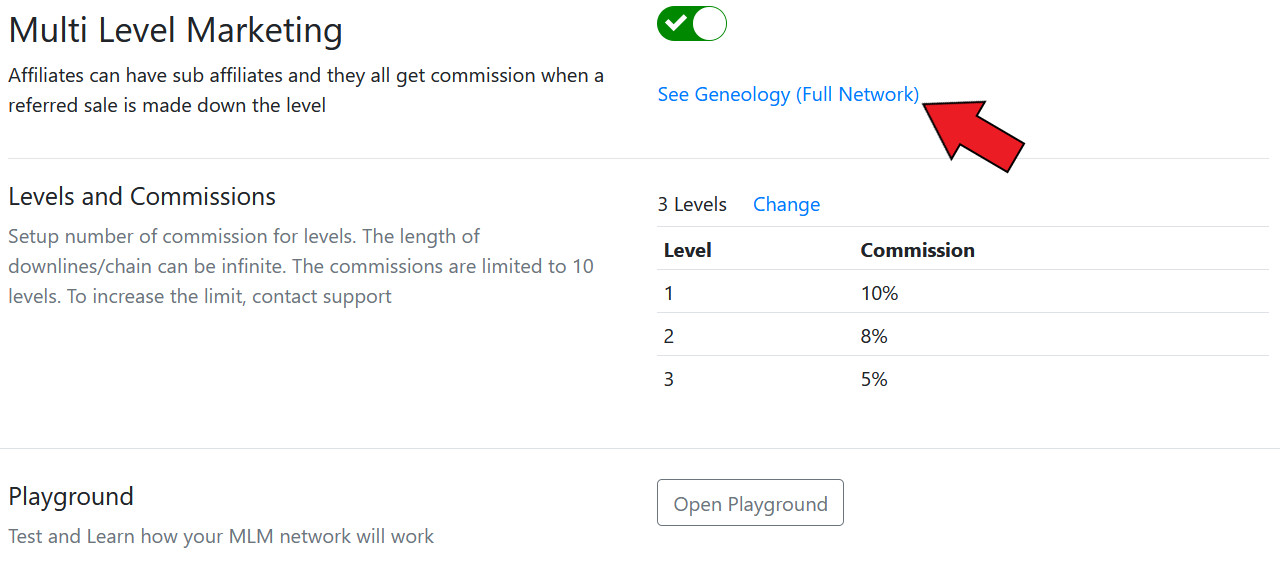 Multi Level Marketing
Affiliates can have sub affiliates and they all get commission when a
referred sale is made down the level
See Geneology (Full Network)
Levels and Commissions
Setup number of commission for levels. The length of
downlines/chain can be infinite. The commissions are limited to 10
levels. To increase the limit, contact support
3 Levels Change
Level Commission
1 10%
2 8%
3 5%
Playground
Test and Learn how your MLM network will work
Open Playground